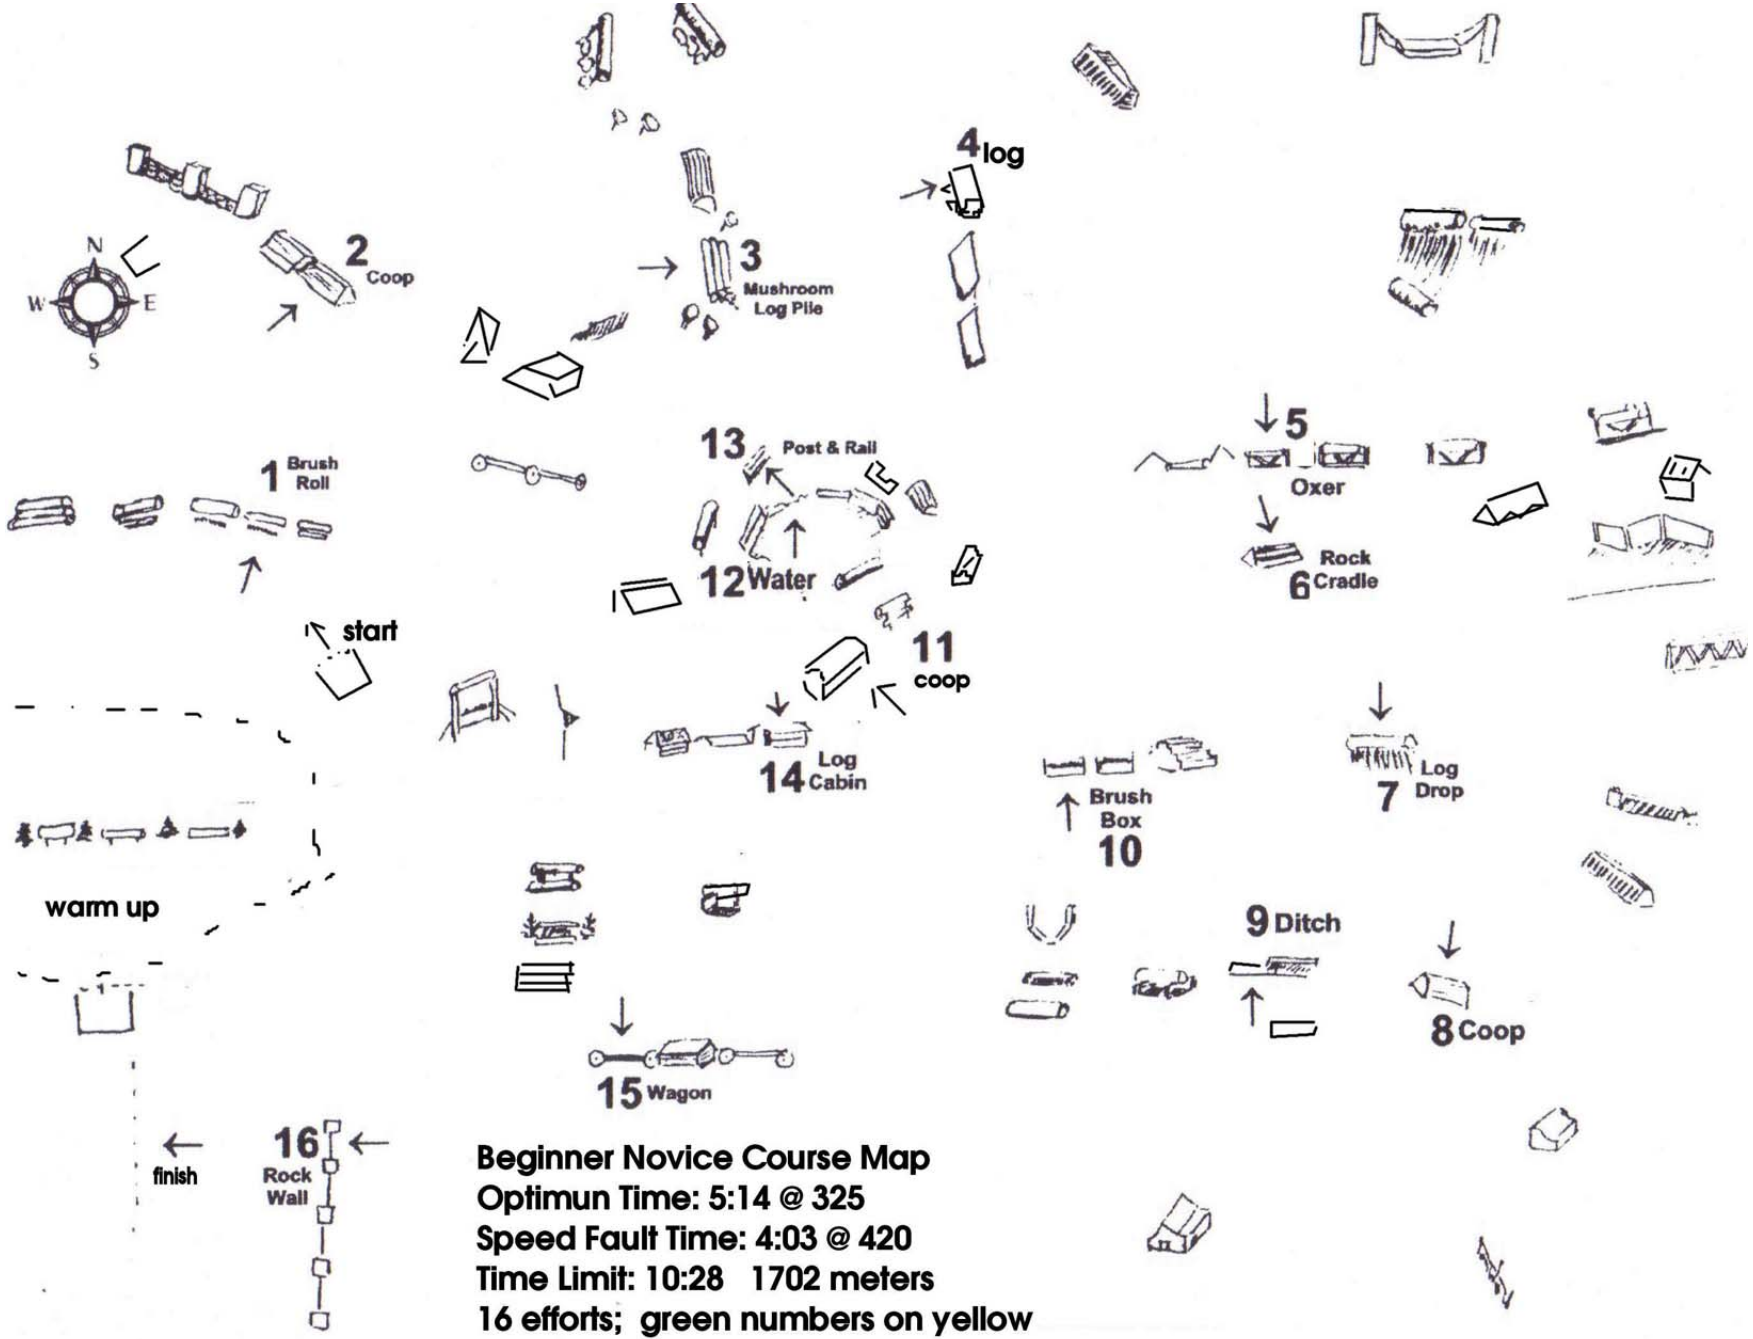 4 log
2
Coop
N
W E
S
3
Mushroom
Log Pile
5
Oxer
13 Post & Rail
1 Brush
Roll
12 Water
Rock
6 Cradle
start
11
coop
Log
14 Cabin
Log
7 Drop
Brush
Box
10
warm up
9 Ditch
8 Coop
15 Wagon
16
Rock
Wall
finish
Beginner Novice Course Map
Optimun Time: 5:14 @ 325
Speed Fault Time: 4:03 @ 420
Time Limit: 10:28 1702 meters
16 efforts; green numbers on yellow